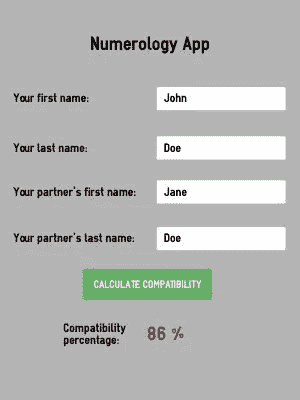 Numerology App
Your first name: John
Your last name: Doe
Your partner's first name: Jane
Your partner's last name: Doe
CALCULATE COMPATIBILITY
Compatibility
percentage: 86 %